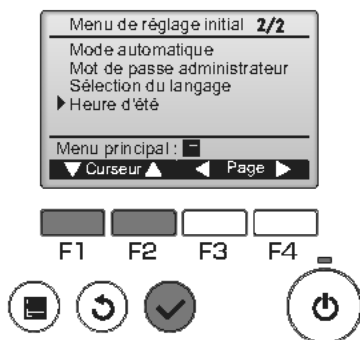 Menu de réglage initial 2/2
Mode automatique
Mot de passe administrateur
Sélection du langage
Heure d'été
Menu principal :
Curseur Page
F1 F2 F3 F4